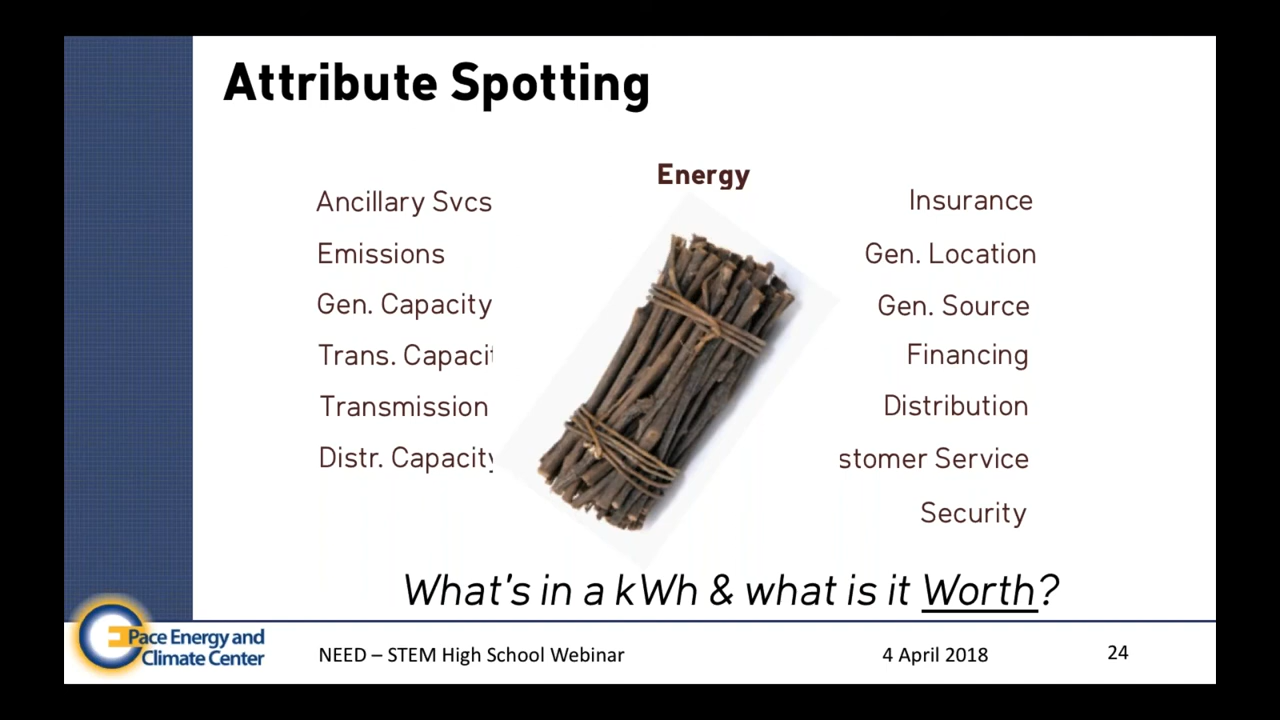 Attribute Spotting
Energy
Ancillary Svcs
Emissions
Gen. Capacity
Trans. Capacit
Transmission
Distr. Capacity
Insurance
Gen. Location
Gen. Source
Financing
Distribution
stomer Service
Security
What's in a kWh & what is it Worth?
Pace Energy and
Climate Center
NEED – STEM High School Webinar
4 April 2018
24